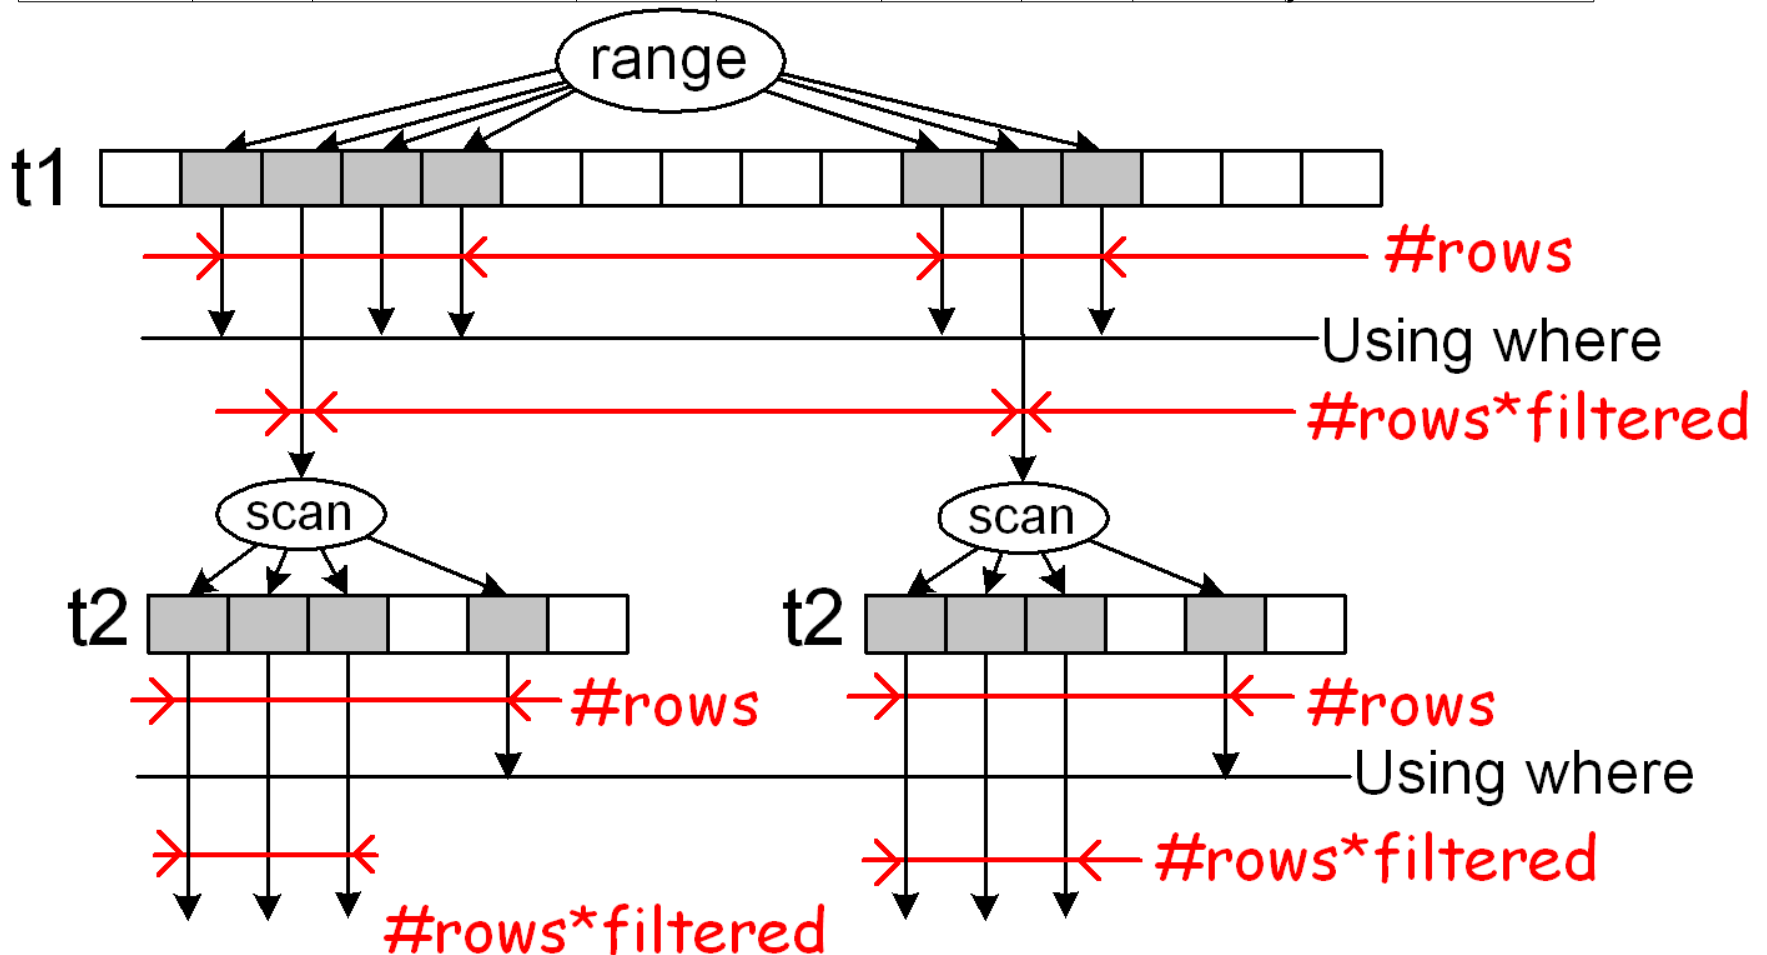 range
t1
#rows
Using where
#rows*filtered
scan
scan
t2
t2
#rows
#rows
Using where
#rows*filtered
#rows*filtered